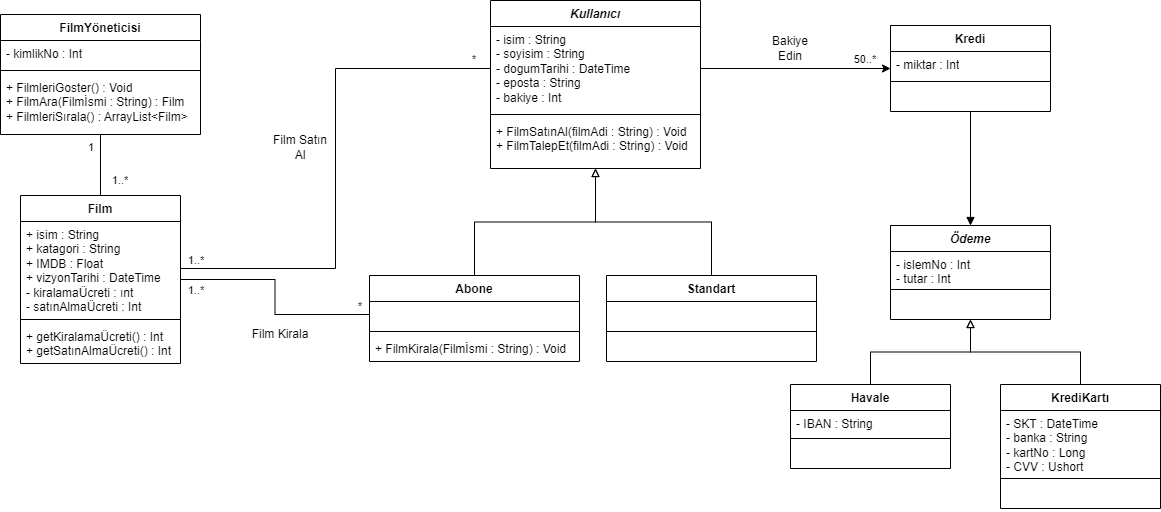 FilmYöneticisi
- kimlikNo : Int
+ FilmleriGoster() : Void
+ FilmAra(Filmİsmi : String) : Film
+ FilmleriSırala() : ArrayList<Film>
1
1..*
Film
+ isim : String
+ katagori : String
+ IMDB : Float
+ vizyonTarihi : DateTime
- kiralamaÜcreti : ınt
- satınAlmaÜcreti : Int
+ getKiralamaÜcreti() : Int
+ getSatınAlmaÜcreti() : Int
1..*
1..*
Film Satın
Al
*
Film Kirala
*
Kullanıcı
- isim : String
- soyisim : String
- dogumTarihi : DateTime
- eposta : String
- bakiye : Int
+ FilmSatınAl(filmAdi : String) : Void
+ FilmTalepEt(filmAdi : String) : Void
Abone
+ FilmKirala(Filmİsmi : String) : Void
Standart
Bakiye
Edin
50..*
Kredi
- miktar : Int
Ödeme
- islemNo : Int
- tutar : Int
Havale
- IBAN : String
KrediKartı
- SKT : DateTime
- banka : String
- kartNo : Long
- CVV : Ushort